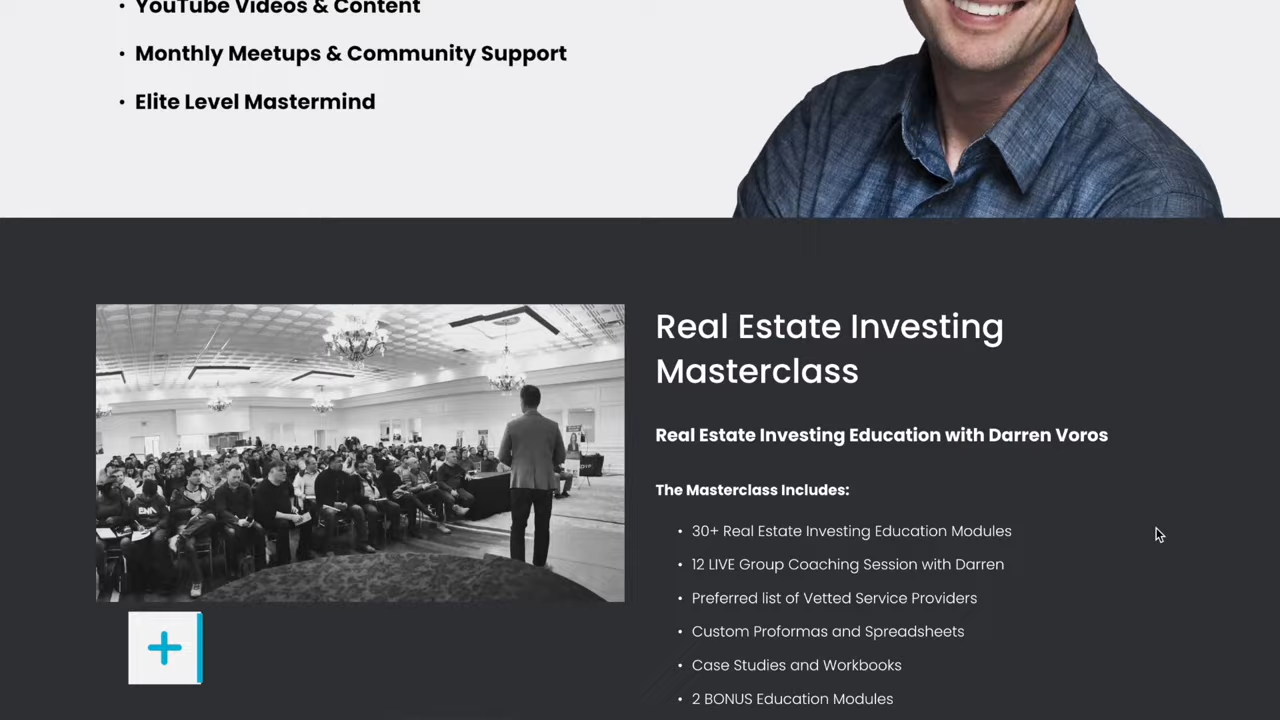 • YouTube Videos & Content
• Monthly Meetups & Community Support
• Elite Level Mastermind
Real Estate Investing
Masterclass
Real Estate Investing Education with Darren Voros
The Masterclass Includes:
• 30+ Real Estate Investing Education Modules
• 12 LIVE Group Coaching Session with Darren
• Preferred list of Vetted Service Providers
• Custom Proformas and Spreadsheets
• Case Studies and Workbooks
• 2 BONUS Education Modules